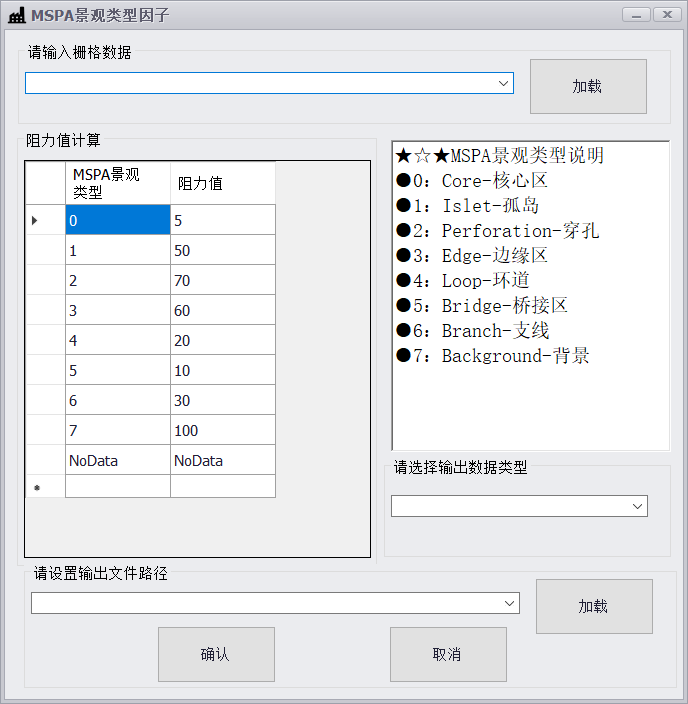 MSPA景观类型因子
请输入栅格数据
加载
阻力值计算
MSPA景观
类型
阻力值
0 5
1 50
2 70
3 60
4 20
5 10
6 30
7 100
NoData NoData
*
★☆★MSPA景观类型说明
●0：Core-核心区
●1：Islet-孤岛
●2：Perforation-穿孔
●3：Edge-边缘区
●4：Loop-环道
●5：Bridge-桥接区
●6：Branch-支线
●7：Background-背景
请选择输出数据类型
请设置输出文件路径
加载
确认 取消